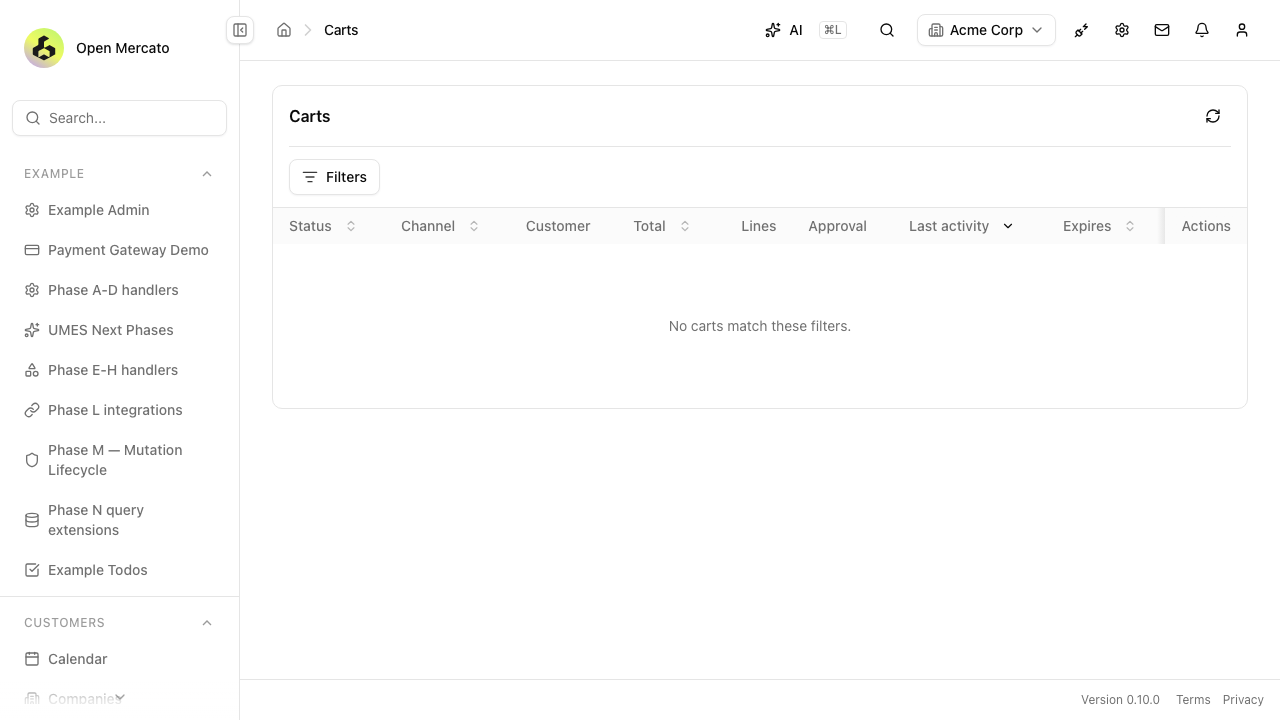 Open Mercato
Carts
AI
⌘L
Acme Corp
Search...
EXAMPLE
Example Admin
Payment Gateway Demo
Phase A-D handlers
UMES Next Phases
Phase E-H handlers
Phase L integrations
Phase M — Mutation
Lifecycle
Phase N query
extensions
Example Todos
CUSTOMERS
Calendar
Companies
Carts
Filters
Status Channel Customer Total Lines Approval Last activity Expires Actions
No carts match these filters.
Version 0.10.0 Terms Privacy